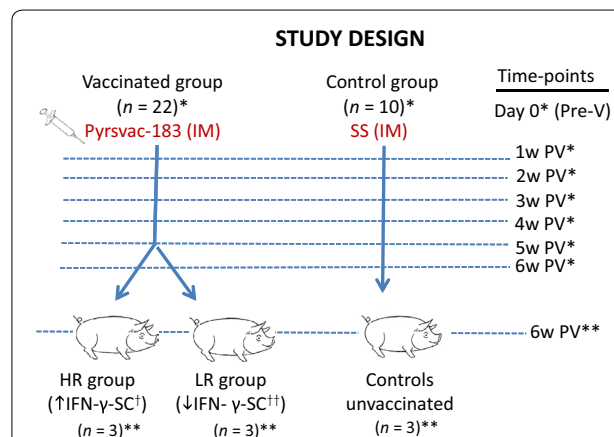 STUDY DESIGN
Vaccinated group
(n = 22)*
Pyrsvac-183 (IM)
Control group
(n = 10)*
SS (IM)
Time-points
Day 0* (Pre-V)
1w PV*
2w PV*
3w PV*
4w PV*
5w PV*
6w PV*
6w PV**
HR group
(↑IFN-γ-SC†)
(n = 3)**
LR group
(↓IFN- γ-SC††)
(n = 3)**
Controls
unvaccinated
(n = 3)**